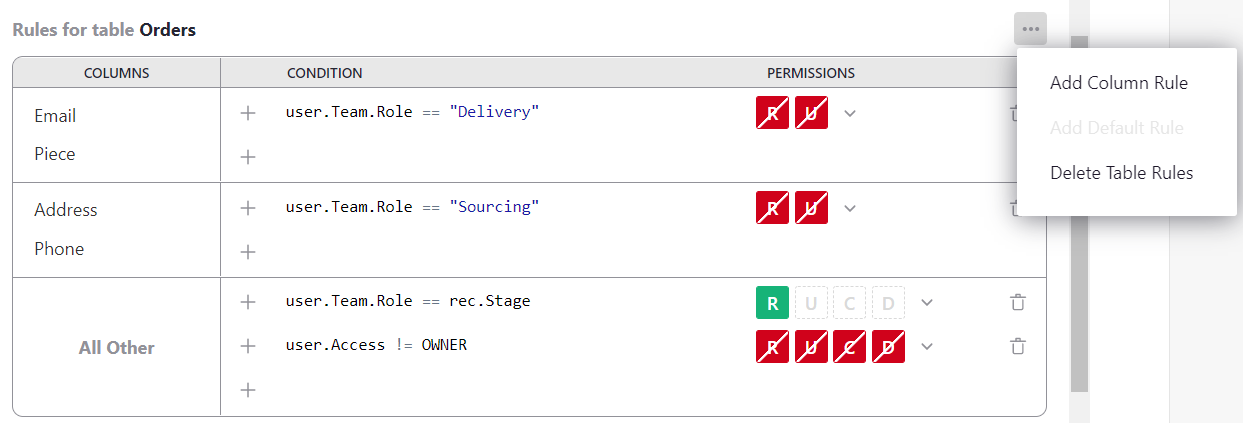 Rules for table Orders
COLUMNS CONDITION PERMISSIONS
Add Column Rule
Add Default Rule
Delete Table Rules
Email
Piece
user.Team.Role == "Delivery" R U
Address
Phone
user.Team.Role == "Sourcing" R U
All Other
user.Team.Role == rec.Stage R U C D
user.Access != OWNER R U C D